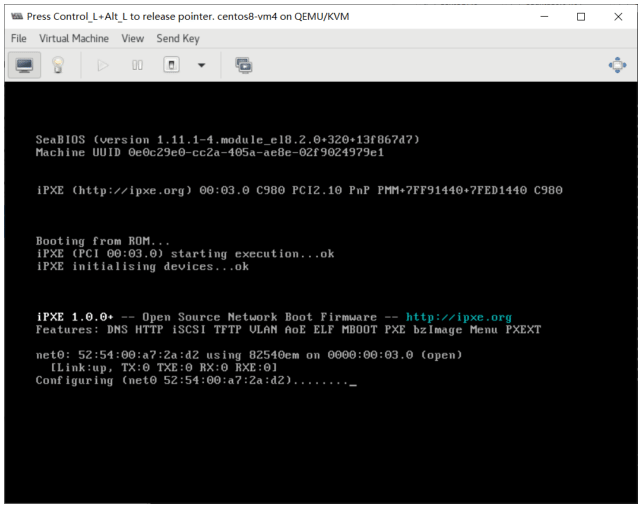 Press Control_L+Alt_L to release pointer. centos8-vm4 on QEMU/KVM
File Virtual Machine View Send Key
SeaBIOS (version 1.11.1-4.module_el8.2.0+320+13f867d7)
Machine UUID 0e0c29e0-cc2a-405a-ae8e-02f9024979e1
iPXE (http://ipxe.org) 00:03.0 C980 PCI2.10 PnP PMM+7FF91440+7FED1440 C980
Booting from ROM...
iPXE (PCI 00:03.0) starting execution...ok
iPXE initialising devices...ok
iPXE 1.0.0+ -- Open Source Network Boot Firmware -- http://ipxe.org
Features: DNS HTTP iSCSI TFTP VLAN AoE ELF MBOOT PXE bzImage Menu PXEXT
net0: 52:54:00:a7:2a:d2 using 82540em on 0000:00:03.0 (open)
[Link:up, TX:0 TXE:0 RX:0 RXE:0]
Configuring (net0 52:54:00:a7:2a:d2)........_